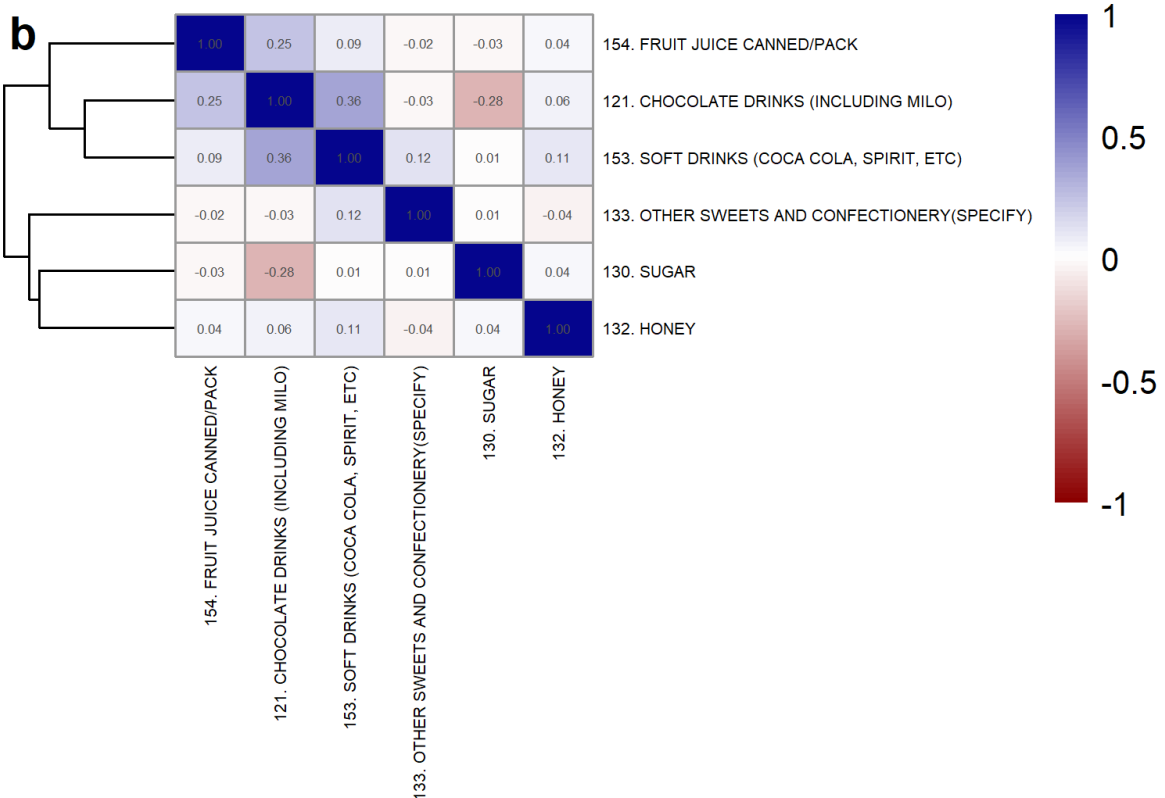 b
1.00 0.25 0.09 -0.02 -0.03 0.04 154. FRUIT JUICE CANNED/PACK
0.25 1.00 0.36 -0.03 -0.28 0.06 121. CHOCOLATE DRINKS (INCLUDING MILO)
0.09 0.36 1.00 0.12 0.01 0.11 153. SOFT DRINKS (COCA COLA, SPIRIT, ETC)
-0.02 -0.03 0.12 1.00 0.01 -0.04 133. OTHER SWEETS AND CONFECTIONERY(SPECIFY)
-0.03 -0.28 0.01 0.01 1.00 0.04 130. SUGAR
0.04 0.06 0.11 -0.04 0.04 1.00 132. HONEY
154. FRUIT JUICE CANNED/PACK
121. CHOCOLATE DRINKS (INCLUDING MILO)
153. SOFT DRINKS (COCA COLA, SPIRIT, ETC)
133. OTHER SWEETS AND CONFECTIONERY(SPECIFY)
130. SUGAR
132. HONEY
1
0.5
0
-0.5
-1